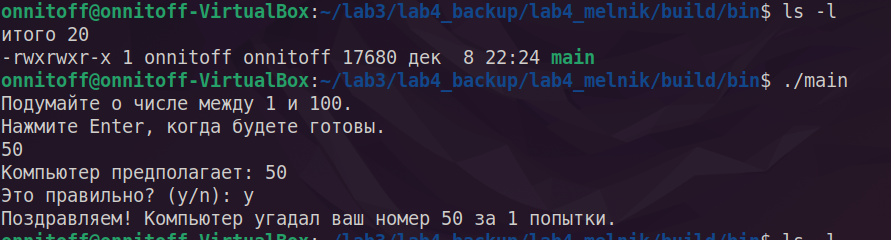 onnitoff@onnitoff-VirtualBox:~/lab3/lab4_backup/lab4_melnik/build/bin$ ls -l
итого 20
-rwxrwxr-x 1 onnitoff onnitoff 17680 дек  8 22:24 main
onnitoff@onnitoff-VirtualBox:~/lab3/lab4_backup/lab4_melnik/build/bin$ ./main
Подумайте о числе между 1 и 100.
Нажмите Enter, когда будете готовы.
50
Компьютер предполагает: 50
Это правильно? (y/n): y
Поздравляем! Компьютер угадал ваш номер 50 за 1 попытки.
onnitoff@onnitoff-VirtualBox:~/lab3/lab4_backup/lab4_melnik/build/bin$ ls -l